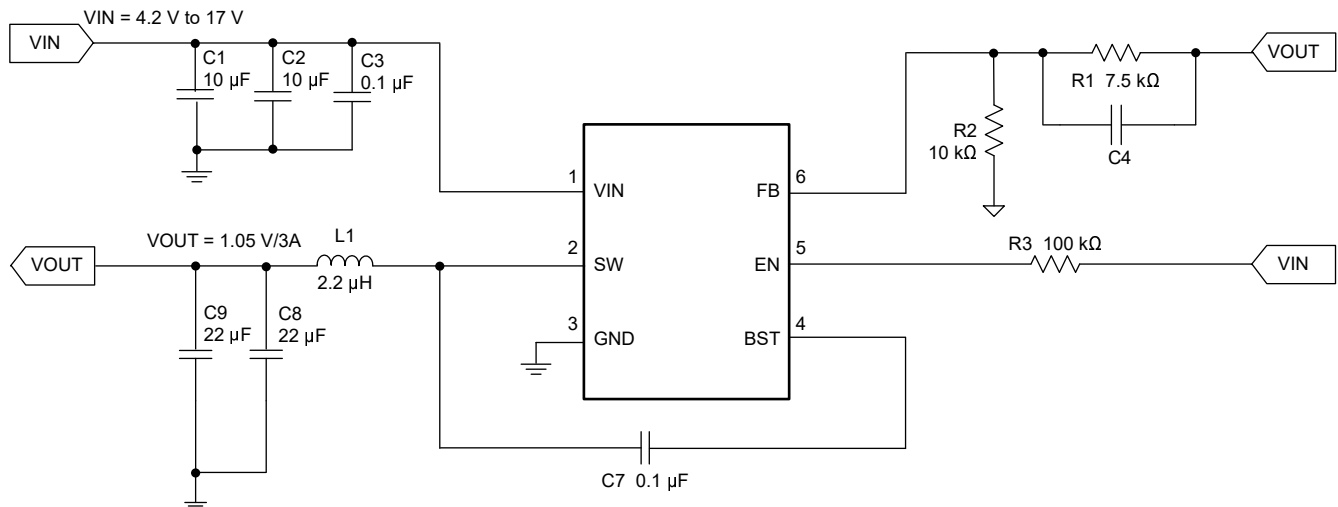 VIN = 4.2 V to 17 V
VIN
C1
10 µF
C2
10 µF
C3
0.1 µF
VOUT
R1 7.5 kΩ
R2
10 kΩ
C4
1
VIN
6
FB
VOUT = 1.05 V/3A
L1
2.2 µH
VOUT
2
SW
5
EN
R3 100 kΩ
VIN
C9
22 µF
C8
22 µF
3
GND
4
BST
C7 0.1 µF